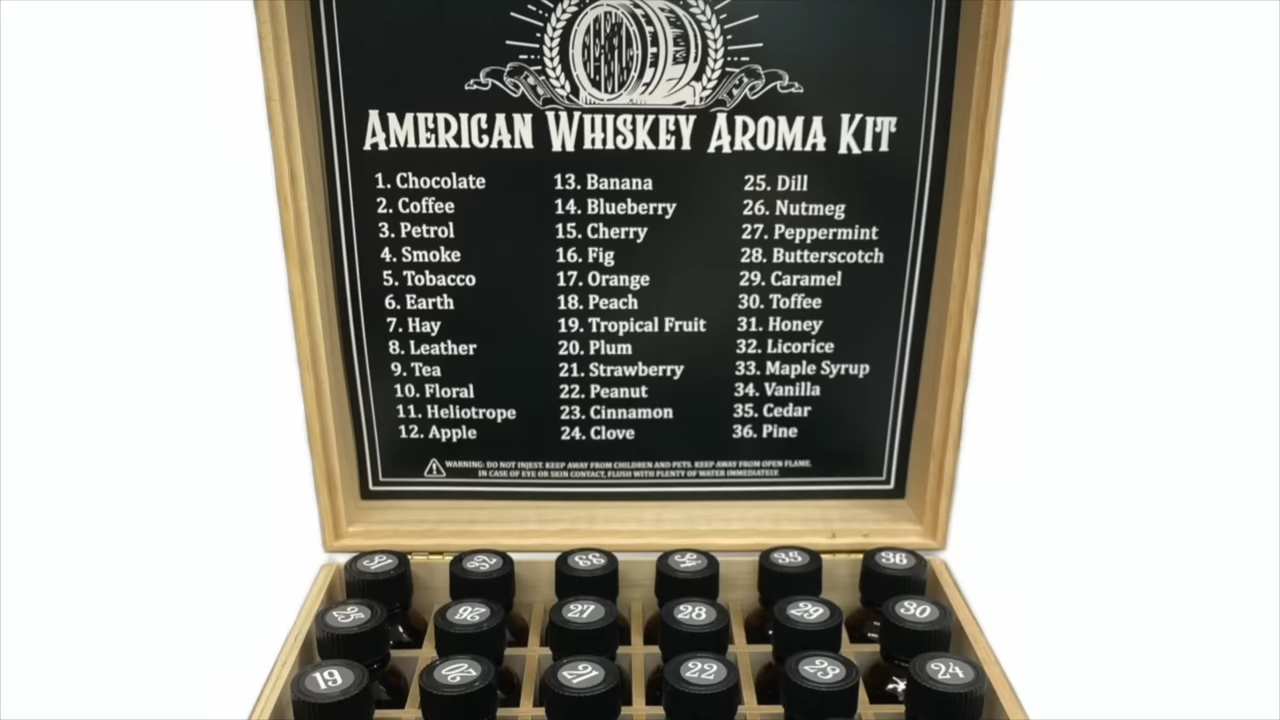 American Whiskey Aroma Kit
1. Chocolate
2. Coffee
3. Petrol
4. Smoke
5. Tobacco
6. Earth
7. Hay
8. Leather
9. Tea
10. Floral
11. Heliotrope
12. Apple
13. Banana
14. Blueberry
15. Cherry
16. Fig
17. Orange
18. Peach
19. Tropical Fruit
20. Plum
21. Strawberry
22. Peanut
23. Cinnamon
24. Clove
25. Dill
26. Nutmeg
27. Peppermint
28. Butterscotch
29. Caramel
30. Toffee
31. Honey
32. Licorice
33. Maple Syrup
34. Vanilla
35. Cedar
36. Pine
WARNING: DO NOT INJEST. KEEP AWAY FROM CHILDREN AND PETS. KEEP AWAY FROM OPEN FLAME.
IN CASE OF EYE OR SKIN CONTACT, FLUSH WITH PLENTY OF WATER IMMEDIATELY.
31 32 33 34 35 36
25 26 27 28 29 30
19 20 21 22 23 24